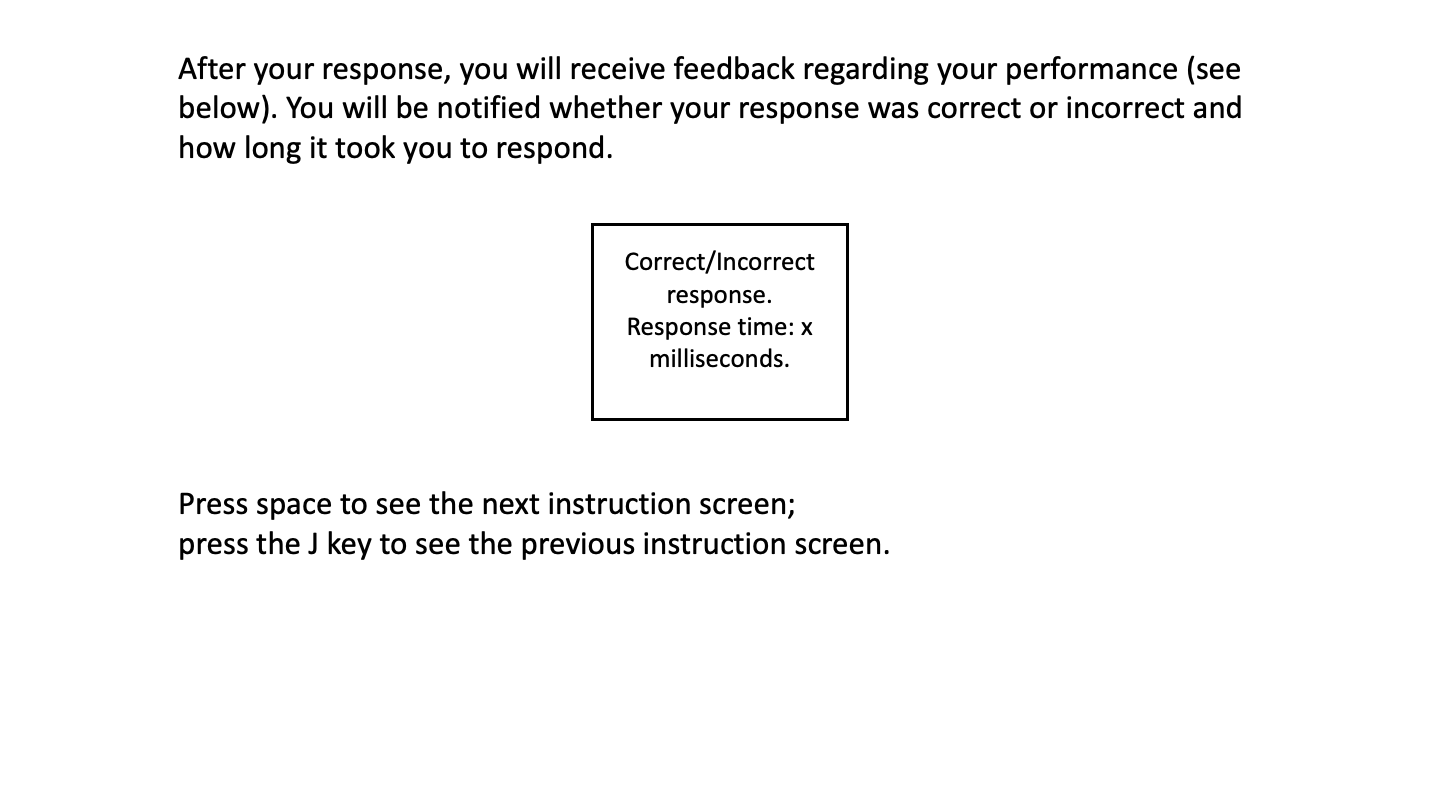 After your response, you will receive feedback regarding your performance (see
below). You will be notified whether your response was correct or incorrect and
how long it took you to respond.
Correct/Incorrect
response.
Response time: x
milliseconds.
Press space to see the next instruction screen;
press the J key to see the previous instruction screen.